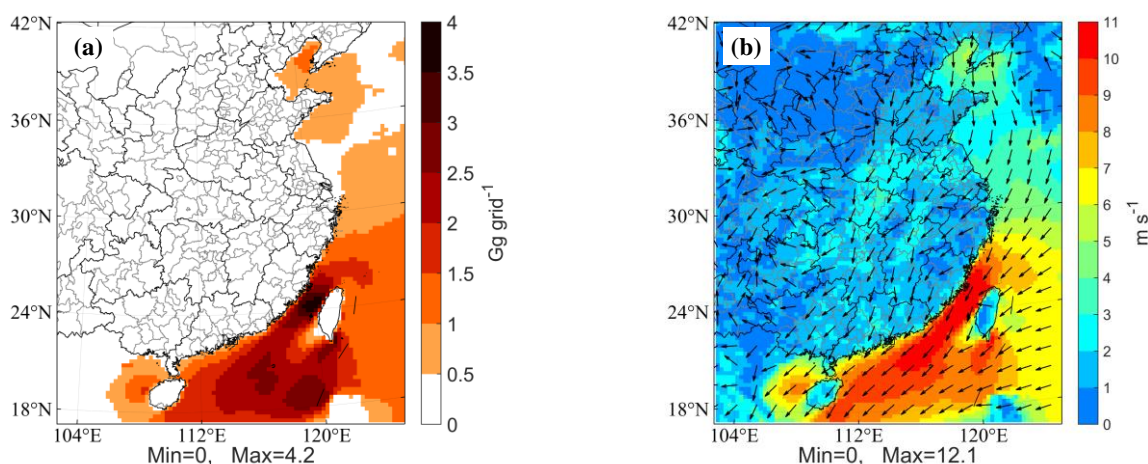 (a)
42°N
36°N
30°N
24°N
18°N
104°E 112°E 120°E
Min=0, Max=4.2
4
3.5
3
2.5
2
1.5
1
0.5
0
Gg grid⁻¹
(b)
42°N
36°N
30°N
24°N
18°N
104°E 112°E 120°E
Min=0, Max=12.1
11
10
9
8
7
6
5
4
3
2
1
0
m s⁻¹